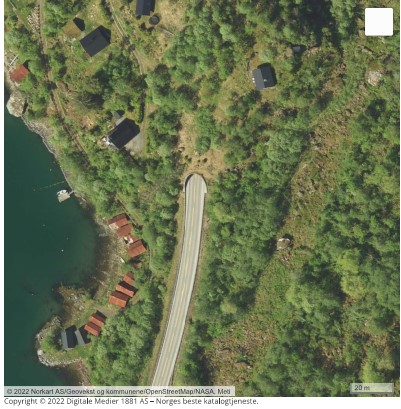 20 m
© 2022 Norkart AS/Geovekst og kommunene/OpenStreetMap/NASA, Meti
Copyright © 2022 Digitale Medier 1881 AS – Norges beste katalogtjeneste.